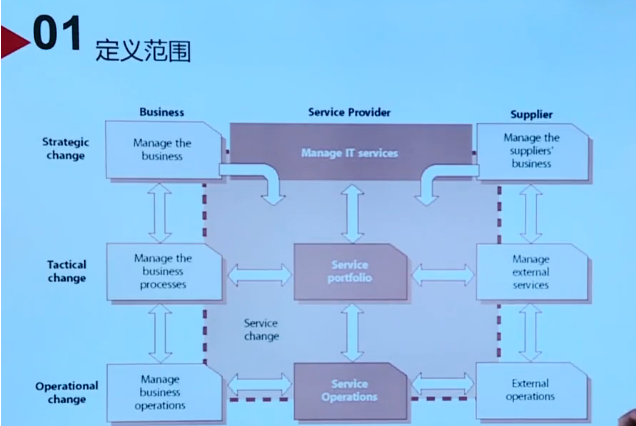 01 定义范围
Business
Service Provider
Supplier
Strategic
change
Manage the
business
Manage IT services
Manage the
suppliers'
business
Tactical
change
Manage the
business
processes
Service
portfolio
Manage
external
services
Service
change
Operational
change
Manage
business
operations
Service
Operations
External
operations